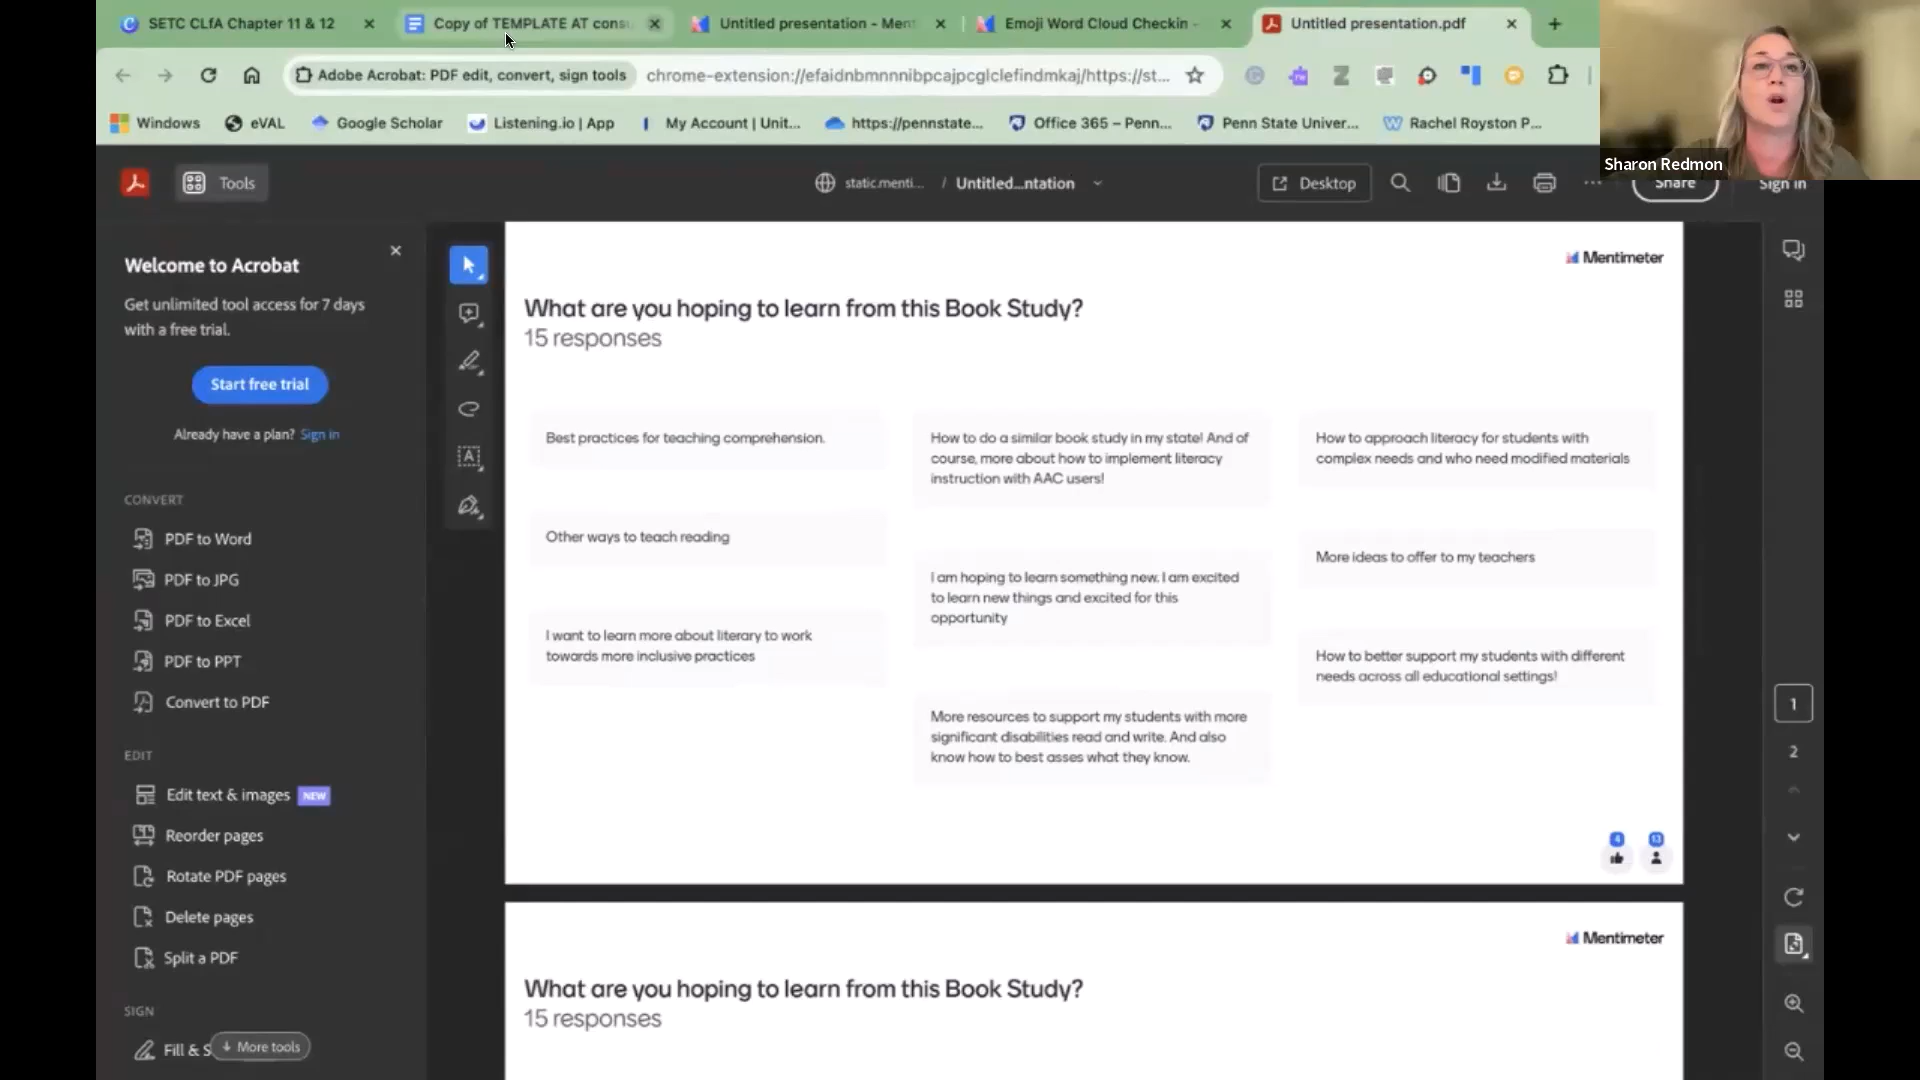 SETC CLfA Chapter 11 & 12
Copy of TEMPLATE AT consu
Untitled presentation - Ment
Emoji Word Cloud Checkin -
Untitled presentation.pdf
Adobe Acrobat: PDF edit, convert, sign tools
chrome-extension://efaidnbmnnnibpcajpcglclefindmkaj/https://st...
Windows
eVAL
Google Scholar
Listening.io | App
My Account | Unit...
https://pennstate...
Office 365 – Penn...
Penn State Univer...
Rachel Royston P...
Sharon Redmon
Tools
static.menti...
/ Untitled...ntation
Desktop
Share
Sign in
Welcome to Acrobat
Get unlimited tool access for 7 days
with a free trial.
Start free trial
Already have a plan? Sign in
CONVERT
PDF to Word
PDF to JPG
PDF to Excel
PDF to PPT
Convert to PDF
EDIT
Edit text & images NEW
Reorder pages
Rotate PDF pages
Delete pages
Split a PDF
SIGN
Fill & S
More tools
Mentimeter
What are you hoping to learn from this Book Study?
15 responses
Best practices for teaching comprehension.
Other ways to teach reading
I want to learn more about literary to work
towards more inclusive practices
How to do a similar book study in my state! And of
course, more about how to implement literacy
instruction with AAC users!
I am hoping to learn something new. I am excited
to learn new things and excited for this
opportunity
More resources to support my students with more
significant disabilities read and write. And also
know how to best asses what they know.
How to approach literacy for students with
complex needs and who need modified materials
More ideas to offer to my teachers
How to better support my students with different
needs across all educational settings!
4
13
1
2
Mentimeter
What are you hoping to learn from this Book Study?
15 responses